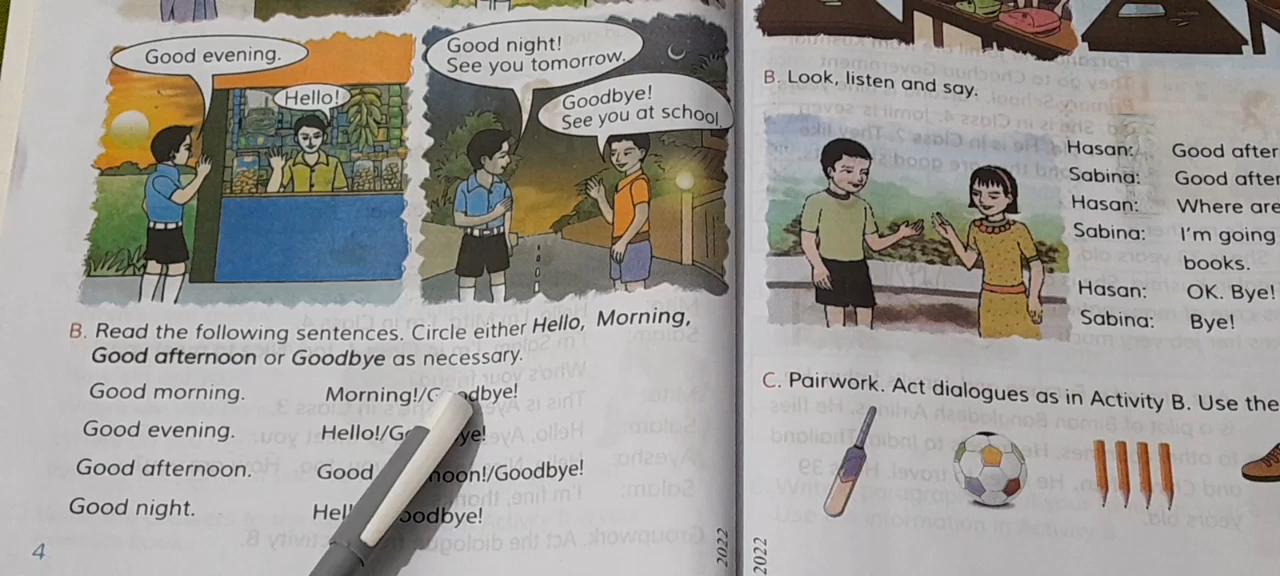 Good evening.
Hello!
Good night!
See you tomorrow.
Goodbye!
See you at school.
B. Read the following sentences. Circle either Hello, Morning,
Good afternoon or Goodbye as necessary.
Good morning. Morning!/ dbye!
Good evening. Hello!/ ye!
Good afternoon. Good noon!/Goodbye!
Good night. Hel oodbye!
4
2022
B. Look, listen and say.
Hasan: Good after
Sabina: Good after
Hasan: Where are
Sabina: I'm going
books.
Hasan: OK. Bye!
Sabina: Bye!
C. Pairwork. Act dialogues as in Activity B. Use the
2022